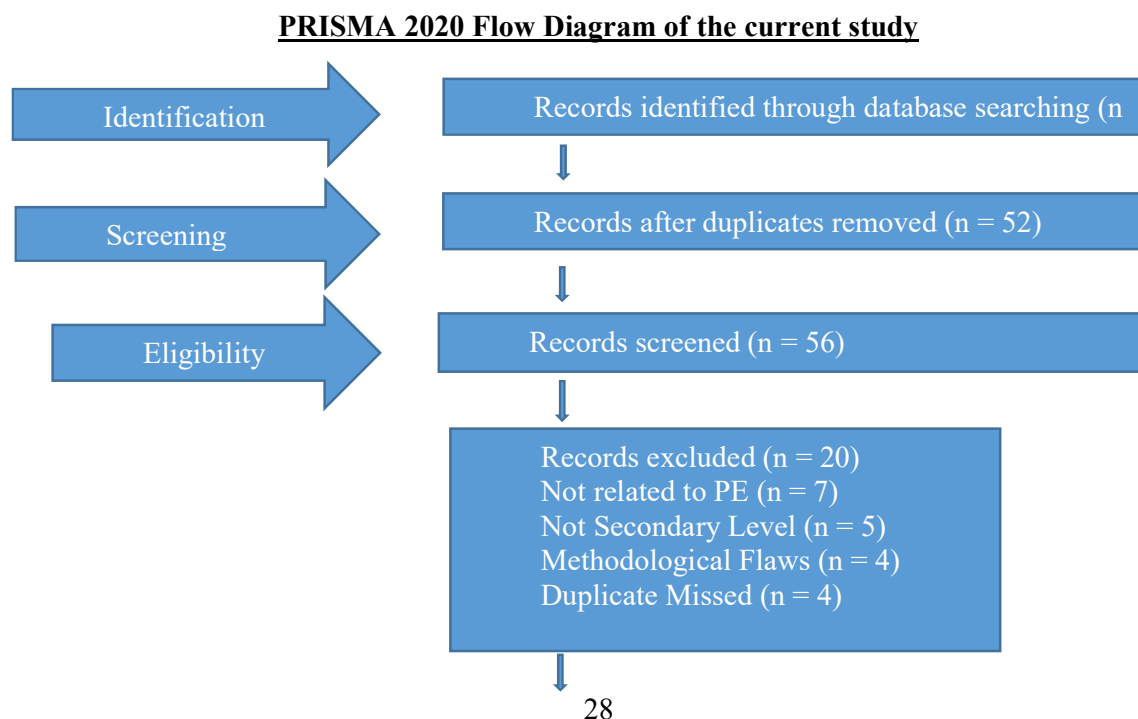 PRISMA 2020 Flow Diagram of the current study
Identification
Records identified through database searching (n
Screening
Records after duplicates removed (n = 52)
Eligibility
Records screened (n = 56)
Records excluded (n = 20)
Not related to PE (n = 7)
Not Secondary Level (n = 5)
Methodological Flaws (n = 4)
Duplicate Missed (n = 4)
28